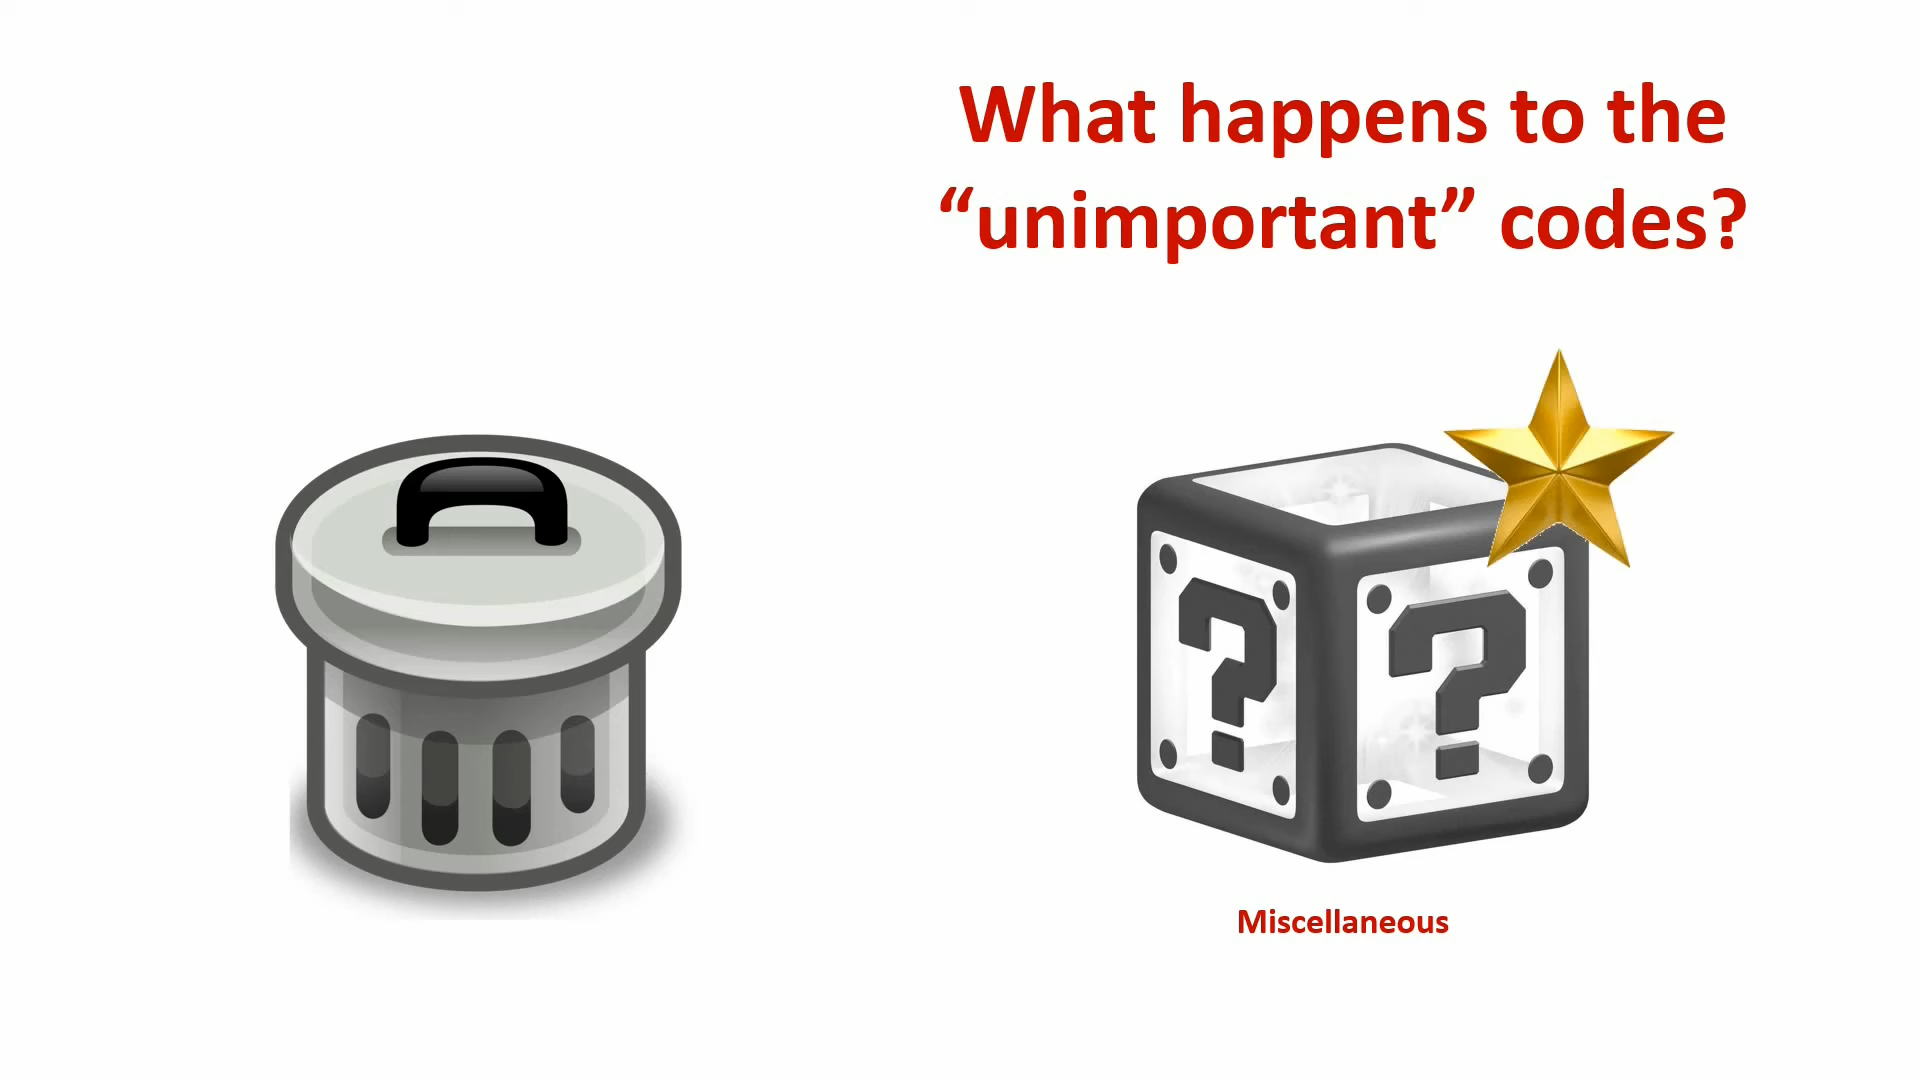 What happens to the
“unimportant” codes?
? ?
Miscellaneous